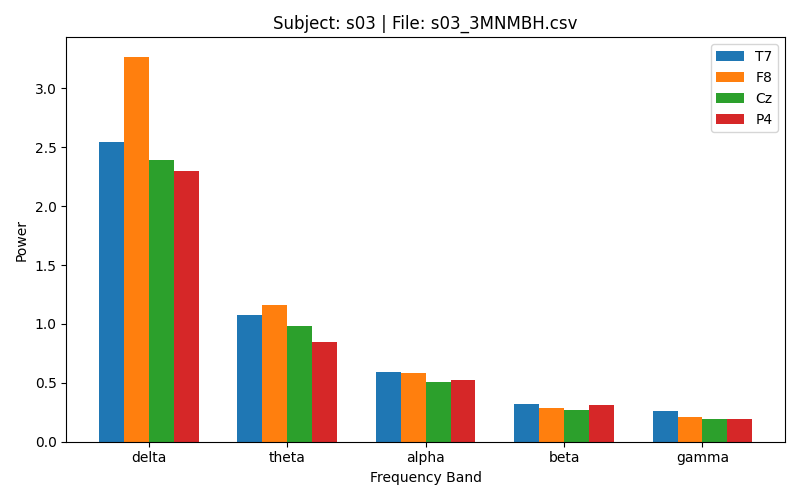 Subject: s03 | File: s03_3MNMBH.csv
T7
F8
Cz
P4
Power
3.0
2.5
2.0
1.5
1.0
0.5
0.0
delta theta alpha beta gamma
Frequency Band